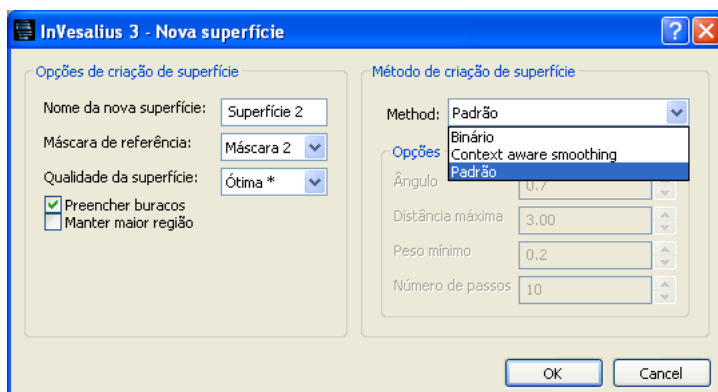 InVesalius 3 - Nova superfície
Opções de criação de superfície
Nome da nova superfície: Superfície 2
Máscara de referência: Máscara 2
Qualidade da superfície: Ótima *
Preencher buracos
Manter maior região
Método de criação de superfície
Method: Padrão
Binário
Context aware smoothing
Padrão
Opções
Ângulo 0.7
Distância máxima 3.00
Peso mínimo 0.2
Número de passos 10
OK Cancel